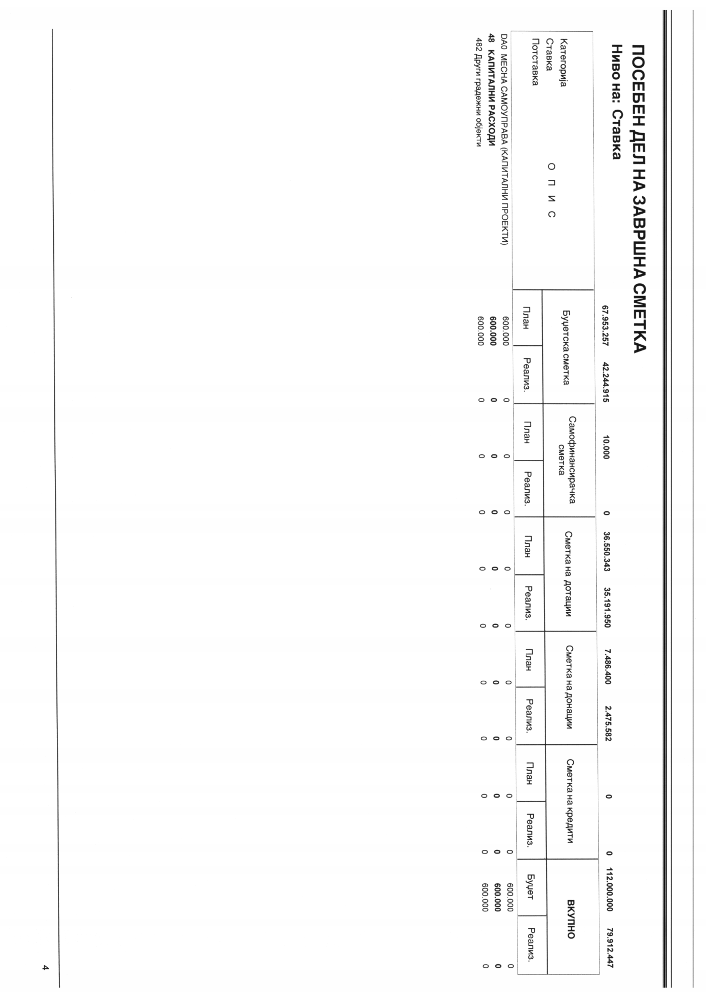 ПОСЕБЕН ДЕЛ НА ЗАВРШНА СМЕТКА
Ниво на: Ставка
67.953.257 42.244.915 10.000 0 36.550.343 35.191.950 7.486.400 2.475.582 0 0 112.000.000 79.912.447
Категорија
Ставка
Потставка
О П И С
Буџетска сметка
Самофинансирачка
сметка
Сметка на дотации
Сметка на донации
Сметка на кредити
ВКУПНО
План Реализ. План Реализ. План Реализ. План Реализ. План Реализ. Буџет Реализ.
DA0 МЕСНА САМОУПРАВА (КАПИТАЛНИ ПРОЕКТИ) 600.000 0 0 0 0 0 0 0 0 0 600.000 0
48 КАПИТАЛНИ РАСХОДИ 600.000 0 0 0 0 0 0 0 0 0 600.000 0
482 Други градежни објекти 600.000 0 0 0 0 0 0 0 0 0 600.000 0
4